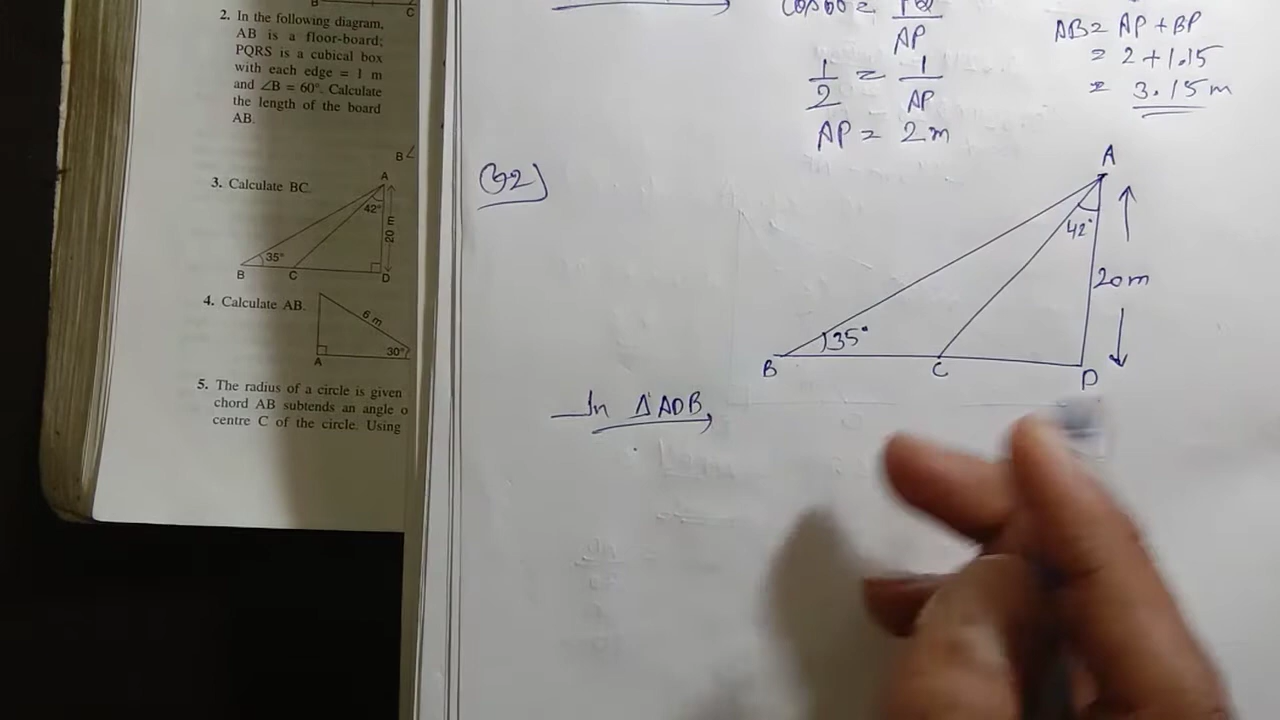 B
C
2. In the following diagram,
AB is a floor-board;
PQRS is a cubical box
with each edge = 1 m
and ∠B = 60°. Calculate
the length of the board
AB.
B
3. Calculate BC.
A
42°
20 m
35°
B
C
D
4. Calculate AB.
6 m
30°
A
5. The radius of a circle is given
chord AB subtends an angle o
centre C of the circle. Using
AP
1/2 = 1/AP
AP = 2m
AB = AP + BP
= 2 + 1.15
= 3.15 m
A
42°
20m
35°
B
C
D
In ΔADB,